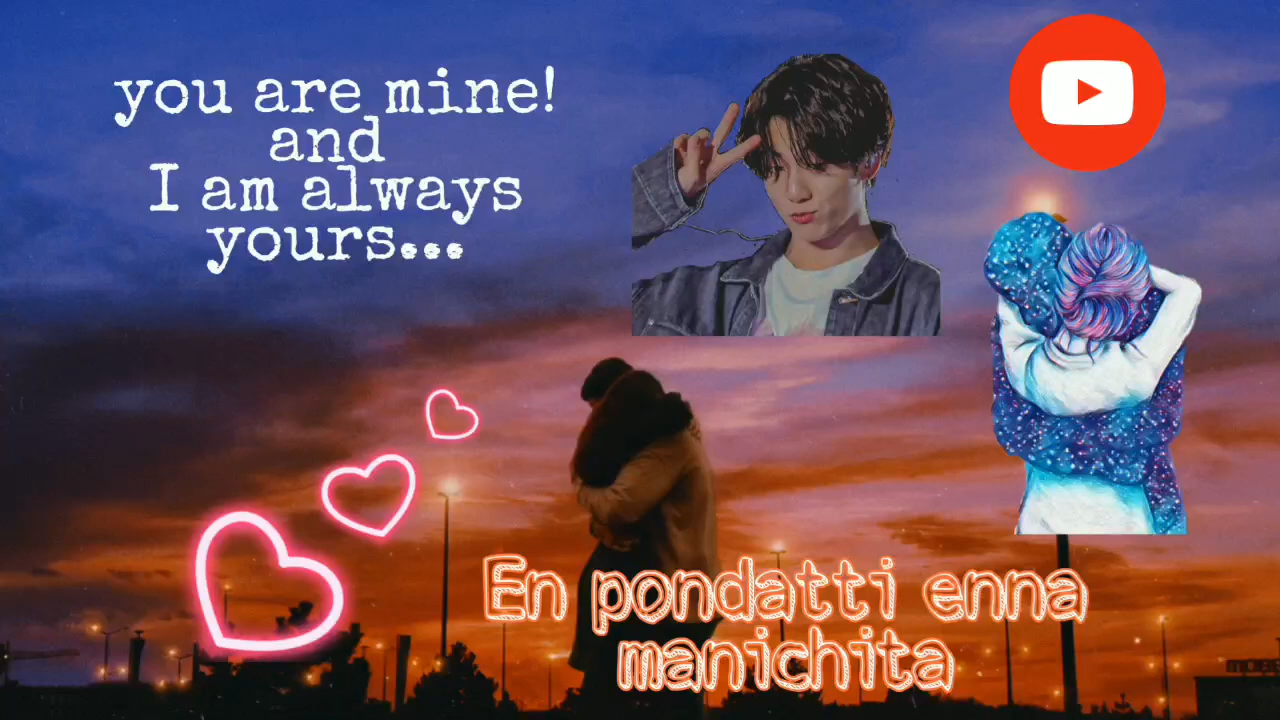 you are mine!
and
I am always
yours...
En pondatti enna
manichita